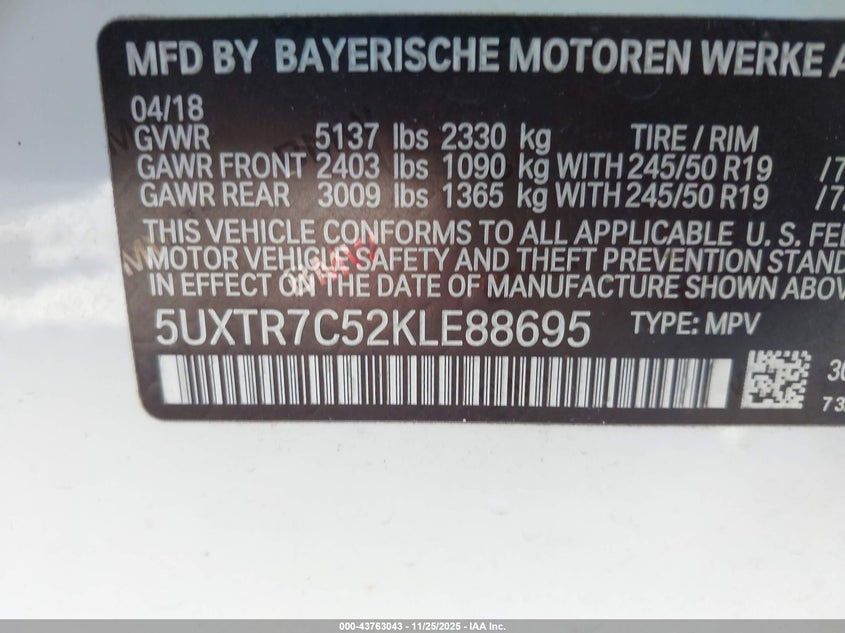 MFD BY BAYERISCHE MOTOREN WERKE
04/18
GVWR 5137 lbs 2330 kg TIRE / RIM
GAWR FRONT 2403 lbs 1090 kg WITH 245/50 R19
GAWR REAR 3009 lbs 1365 kg WITH 245/50 R19
THIS VEHICLE CONFORMS TO ALL APPLICABLE U. S.
MOTOR VEHICLE SAFETY AND THEFT PREVENTION
IN EFFECT ON THE DATE OF MANUFACTURE SHOWN
5UXTR7C52KLE88695 TYPE: MPV
000-43763043 - 11/25/2025 - IAA Inc.